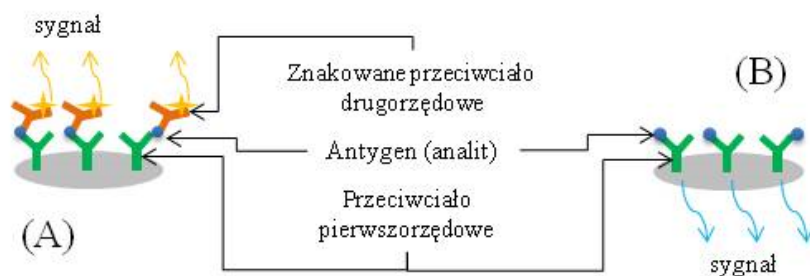 sygnał
Znakowane przeciwciało
drugorzędowe
(B)
Antygen (analit)
Przeciwciało
pierwszorzędowe
(A)
sygnał